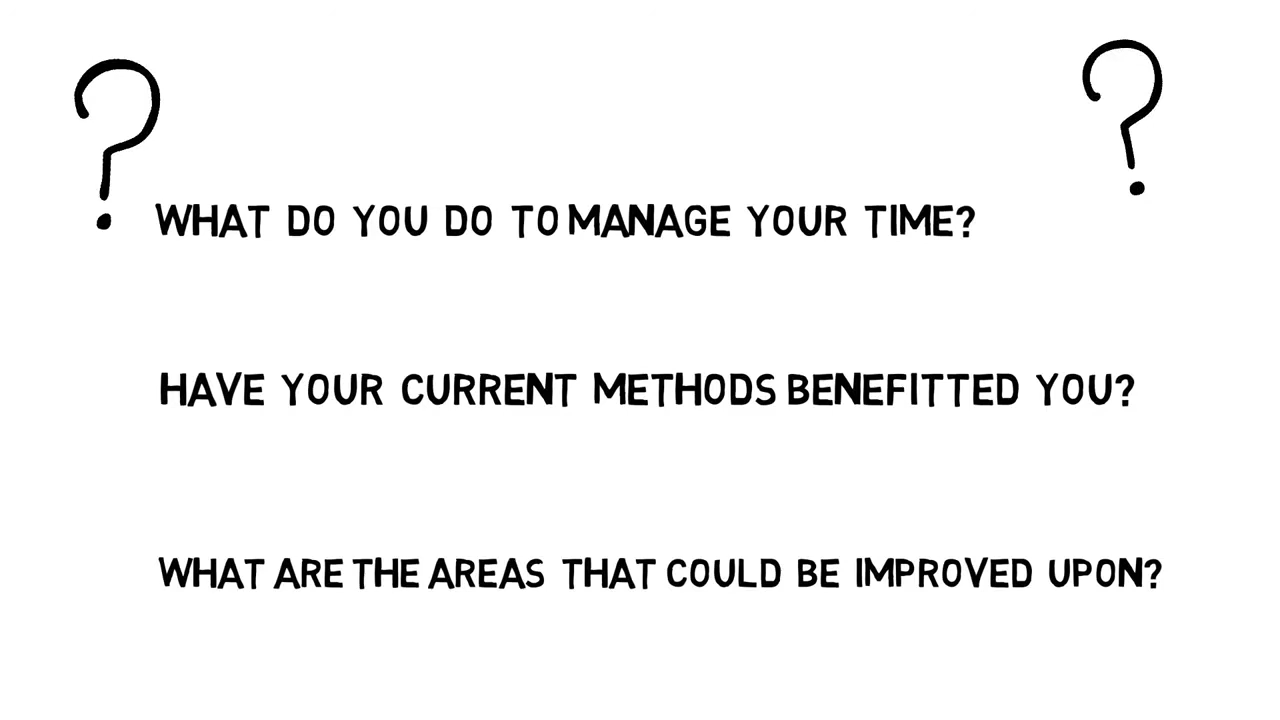 WHAT DO YOU DO TO MANAGE YOUR TIME?
HAVE YOUR CURRENT METHODS BENEFITTED YOU?
WHAT ARE THE AREAS THAT COULD BE IMPROVED UPON?